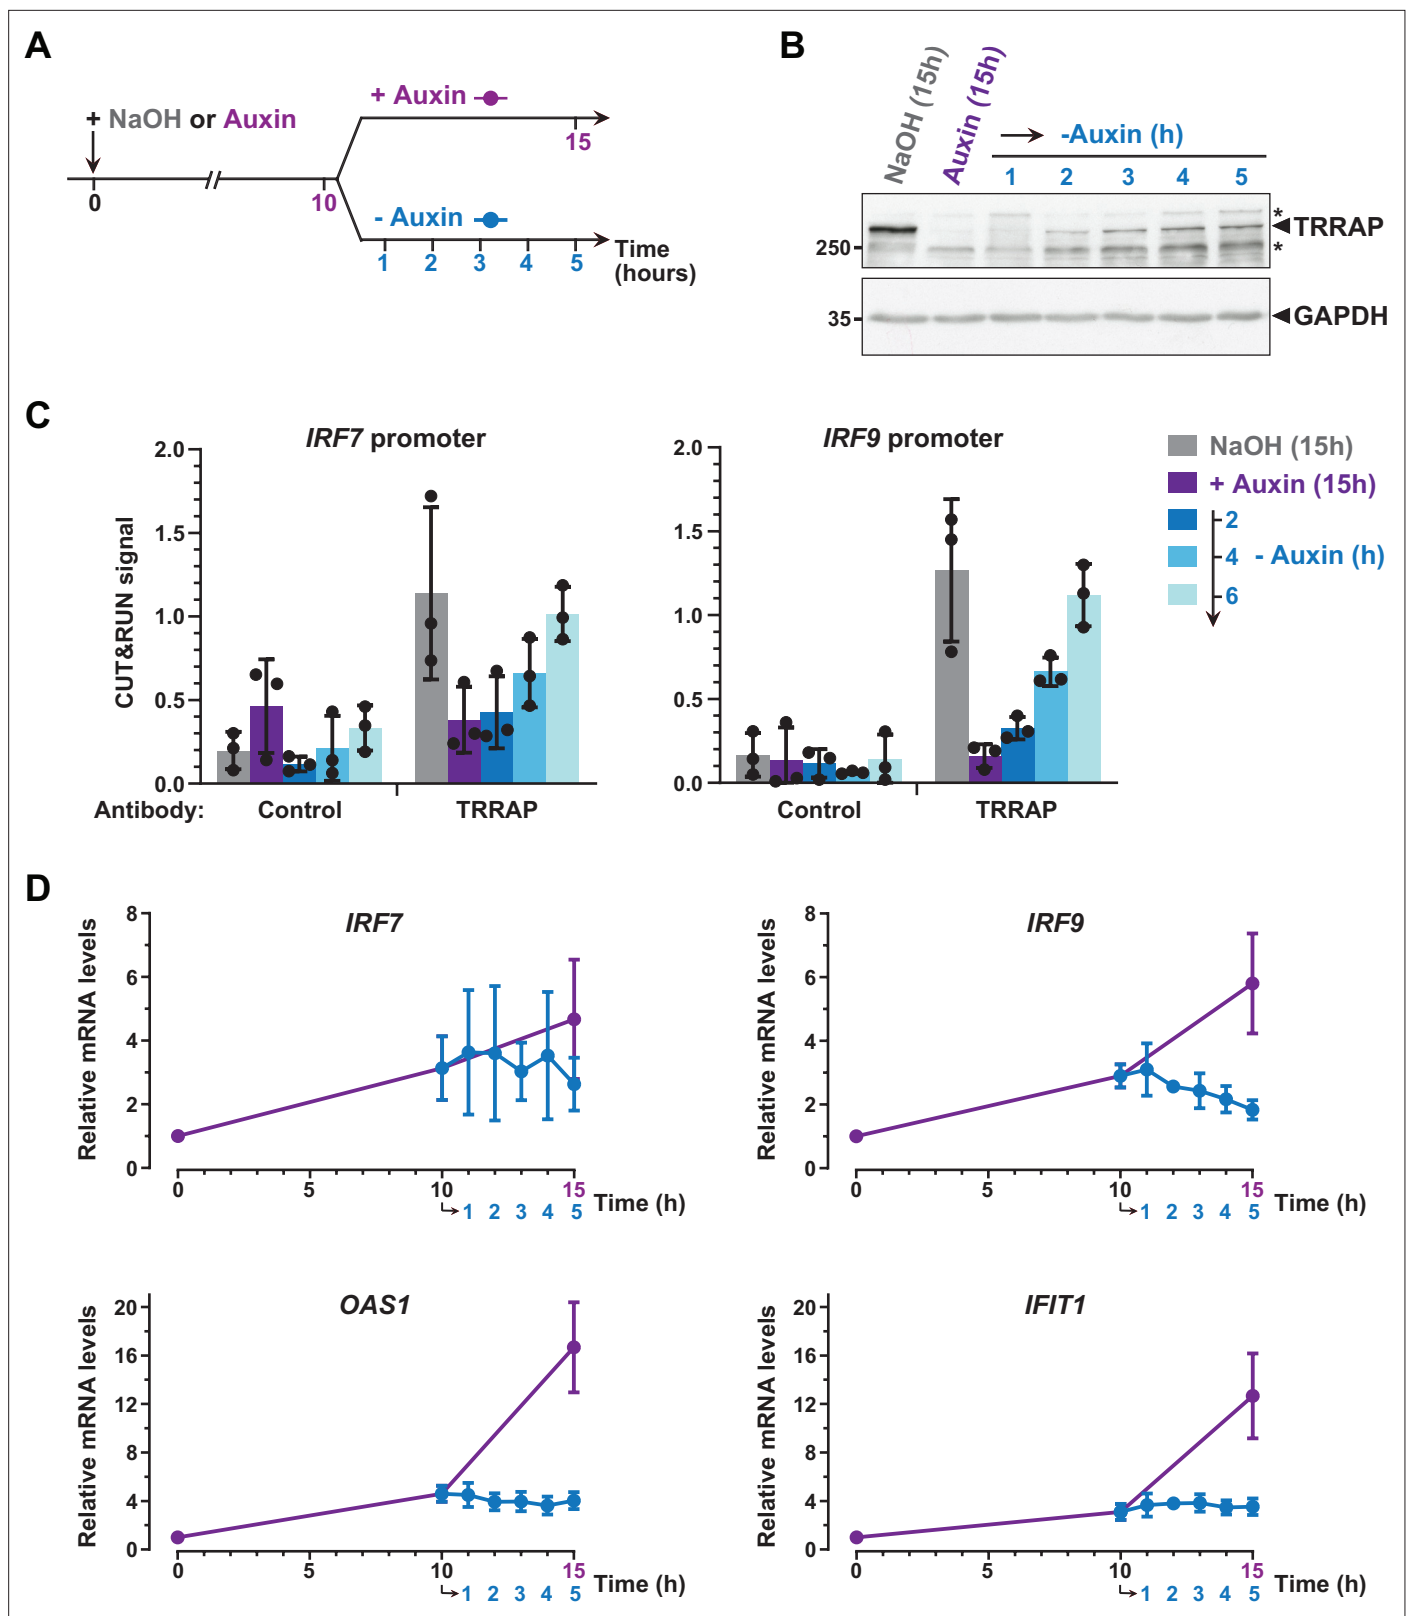 A
+ NaOH or Auxin
0
10
+ Auxin
15
- Auxin
1 2 3 4 5
Time
(hours)
B
NaOH (15h)
Auxin (15h)
-Auxin (h)
1 2 3 4 5
250
*
TRRAP
*
35
GAPDH
C
IRF7 promoter
CUT&RUN signal
2.0
1.5
1.0
0.5
0.0
Antibody:
Control
TRRAP
IRF9 promoter
2.0
1.5
1.0
0.5
0.0
Control
TRRAP
NaOH (15h)
+ Auxin (15h)
2
4
- Auxin (h)
6
D
IRF7
Relative mRNA levels
8
6
4
2
0
0 5 10 15
Time (h)
1 2 3 4 5
IRF9
Relative mRNA levels
8
6
4
2
0
0 5 10 15
Time (h)
1 2 3 4 5
OAS1
Relative mRNA levels
20
16
12
8
4
0
0 5 10 15
Time (h)
1 2 3 4 5
IFIT1
Relative mRNA levels
20
16
12
8
4
0
0 5 10 15
Time (h)
1 2 3 4 5